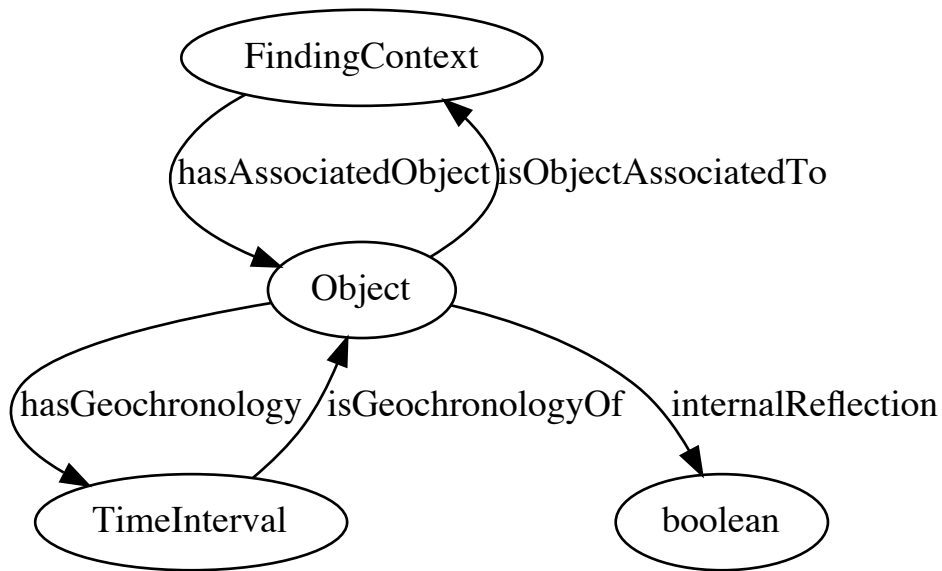 FindingContext
hasAssociatedObject isObjectAssociatedTo
Object
hasGeochronology isGeochronologyOf internalReflection
TimeInterval boolean